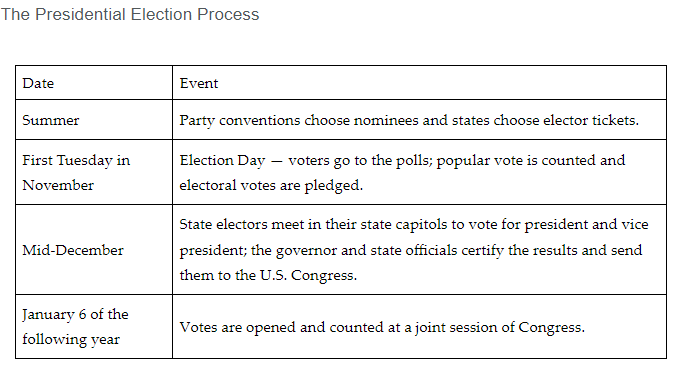 The Presidential Election Process
Date
Event
Summer
Party conventions choose nominees and states choose elector tickets.
First Tuesday in
November
Election Day — voters go to the polls; popular vote is counted and
electoral votes are pledged.
Mid-December
State electors meet in their state capitols to vote for president and vice
president; the governor and state officials certify the results and send
them to the U.S. Congress.
January 6 of the
following year
Votes are opened and counted at a joint session of Congress.